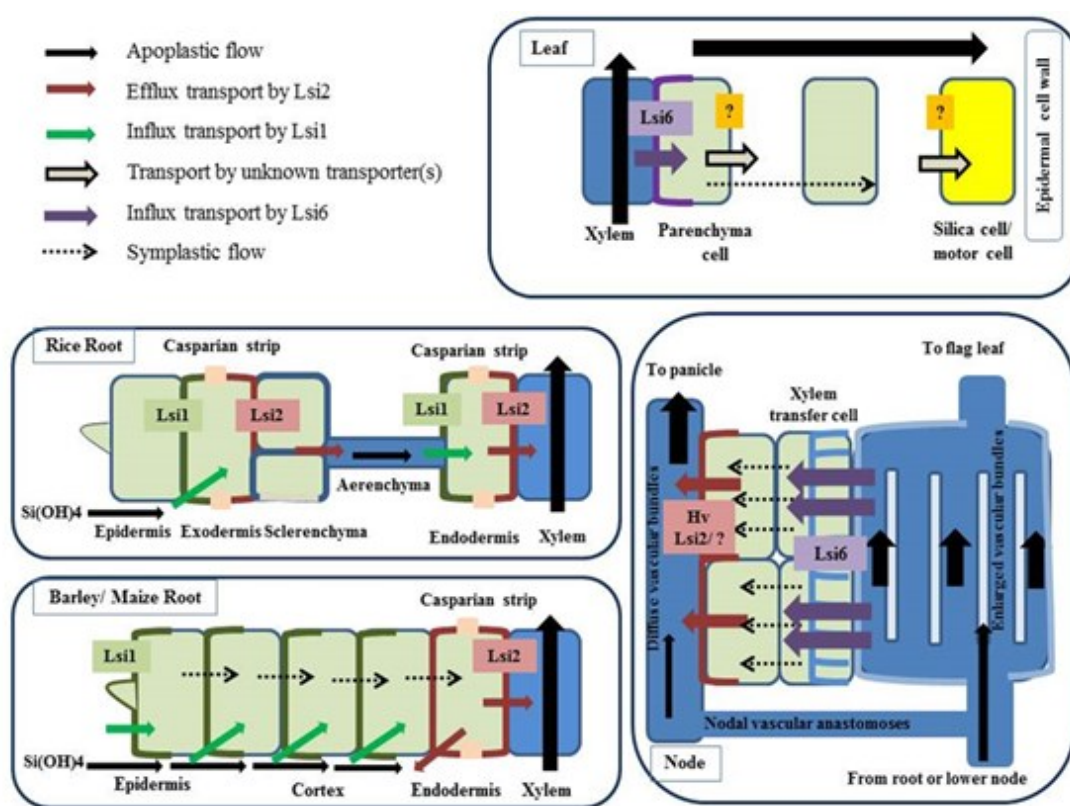 Apoplastic flow
Efflux transport by Lsi2
Influx transport by Lsi1
Transport by unknown transporter(s)
Influx transport by Lsi6
Symplastic flow
Leaf
Lsi6
?
?
Epidermal cell wall
Xylem
Parenchyma
cell
Silica cell/
motor cell
Rice Root
Casparian strip
Casparian strip
Lsi1
Lsi2
Lsi1
Lsi2
Aerenchyma
Si(OH)4
Epidermis
Exodermis
Sclerenchyma
Endodermis
Xylem
Barley/ Maize Root
Casparian strip
Lsi1
Lsi2
Si(OH)4
Epidermis
Cortex
Endodermis
Xylem
To panicle
To flag leaf
Xylem
transfer cell
Diffuse vascular bundles
Hv
Lsi2/ ?
Lsi6
Enlarged vascular bundles
Nodal vascular anastomoses
Node
From root or lower node